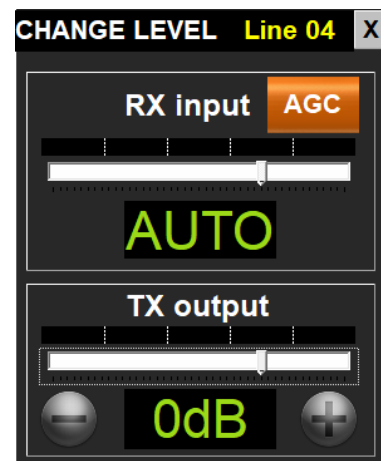 CHANGE LEVEL Line 04 X
RX input AGC
AUTO
TX output
0dB